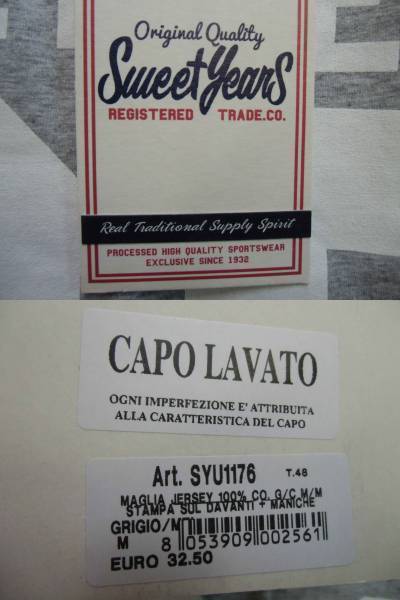 Original Quality
Sweet Years
REGISTERED TRADE.CO.
Real Traditional Supply Spirit
PROCESSED HIGH QUALITY SPORTSWEAR
EXCLUSIVE SINCE 1932
CAPO LAVATO
OGNI IMPERFEZIONE E' ATTRIBUITA
ALLA CARATTERISTICA DEL CAPO
Art. SYU1176 T.48
MAGLIA JERSEY 100% CO. G/C M/M
STAMPA SUL DAVANTI + MANICHE
GRIGIO/N
M 8 053909 002561
EURO 32.50